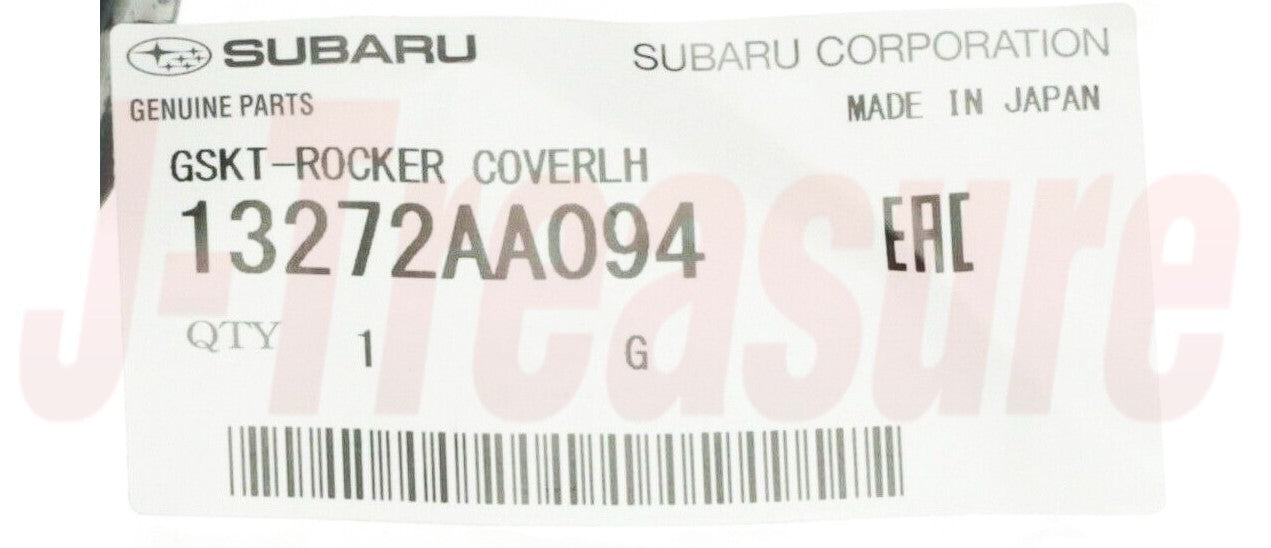 SUBARU SUBARU CORPORATION
GENUINE PARTS MADE IN JAPAN
GSKT-ROCKER COVERLH
13272AA094 EAC
QTY 1 G
J-Treasure